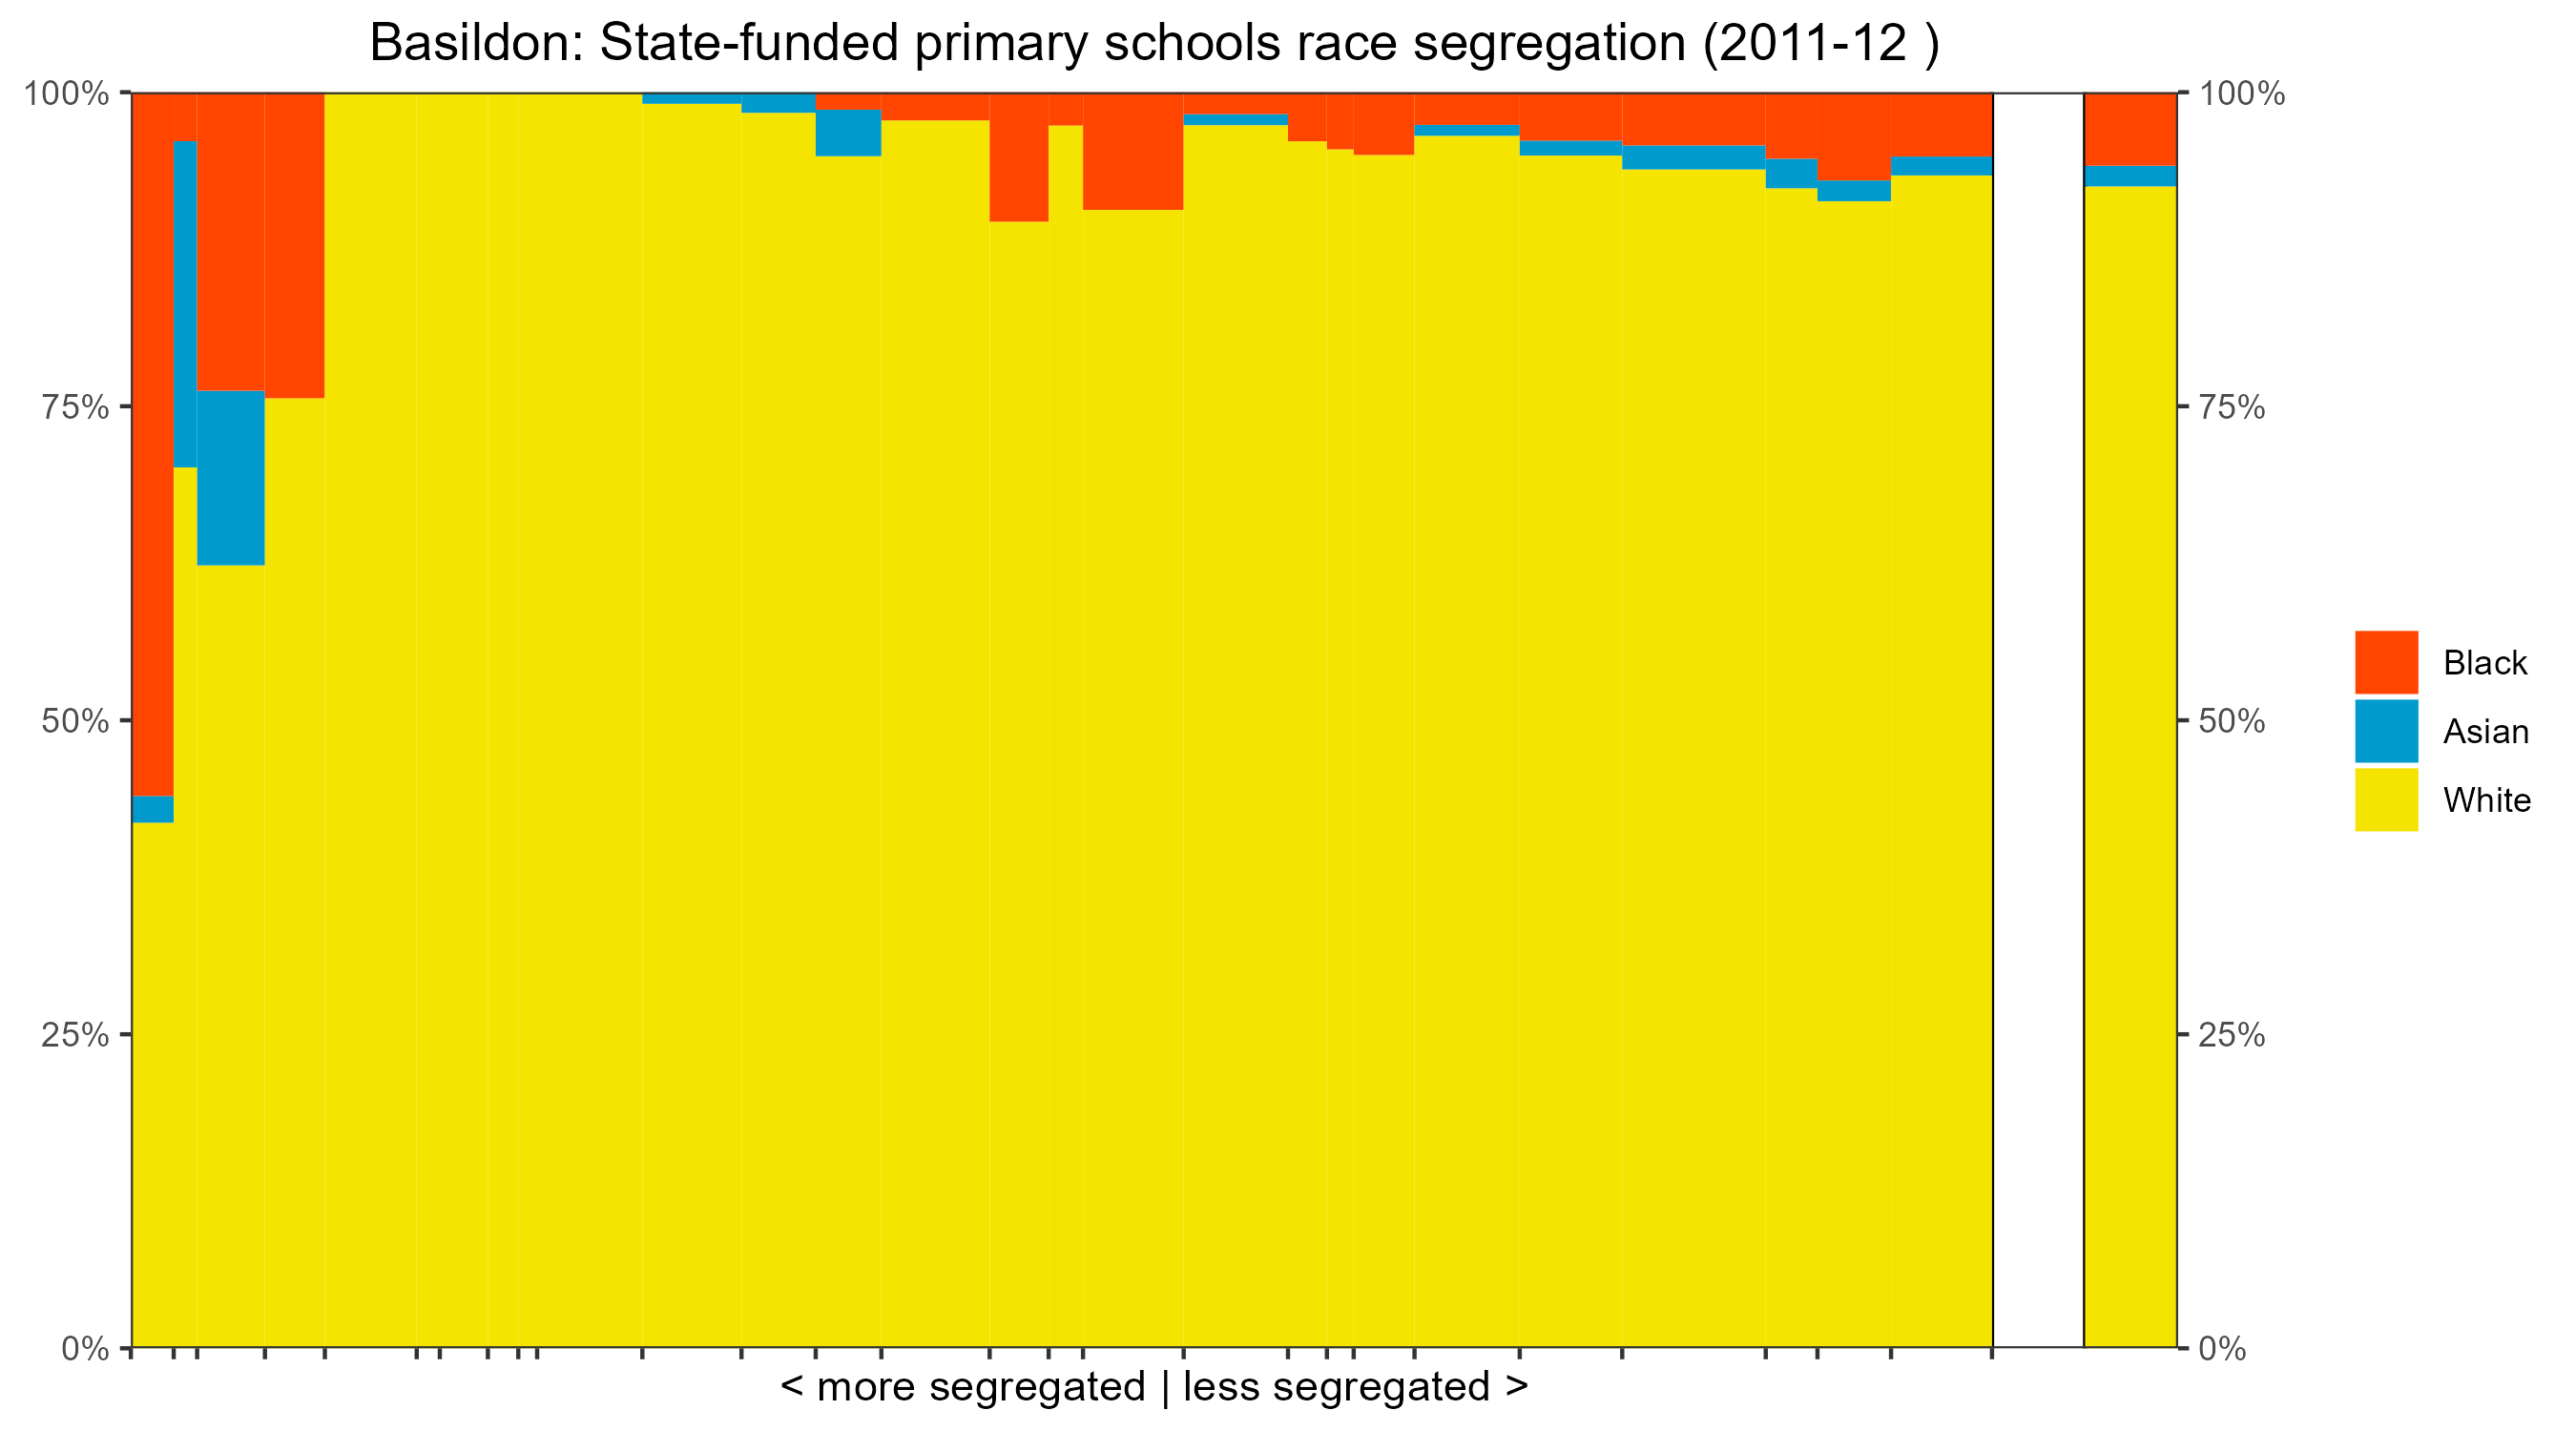 Basildon: State-funded primary schools race segregation (2011-12 )
100%
75%
50%
25%
0%
100%
75%
50%
25%
0%
Black
Asian
White
< more segregated | less segregated >